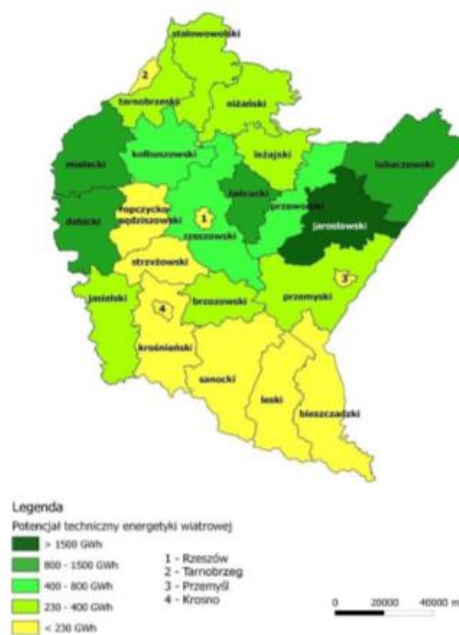 stalowowolski
2
tarnobrzeski
niżański
mielecki
kolbuszowski
leżajski
lubaczowski
łańcucki
przeworski
dębicki
ropczycko
sędziszowski
1
rzeszowski
jarosławski
strzyżowski
3
jasielski
brzozowski
przemyski
4
krośnieński
sanocki
leski
bieszczadzki
Legenda
Potencjał techniczny energetyki wiatrowej
> 1500 GWh
800 - 1500 GWh
400 - 800 GWh
230 - 400 GWh
< 230 GWh
1 - Rzeszów
2 - Tarnobrzeg
3 - Przemyśl
4 - Krosno
0 20000 40000 m